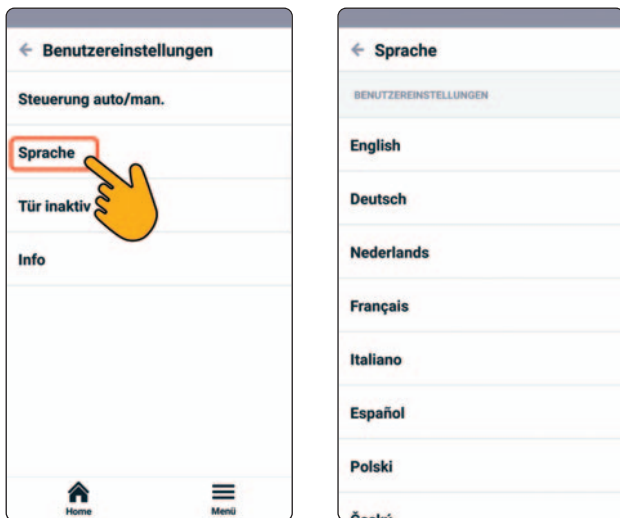 Benutzereinstellungen
Steuerung auto/man.
Sprache
Tür inaktiv
Info
Home
Menü
Sprache
BENUTZEREINSTELLUNGEN
English
Deutsch
Nederlands
Français
Italiano
Español
Polski